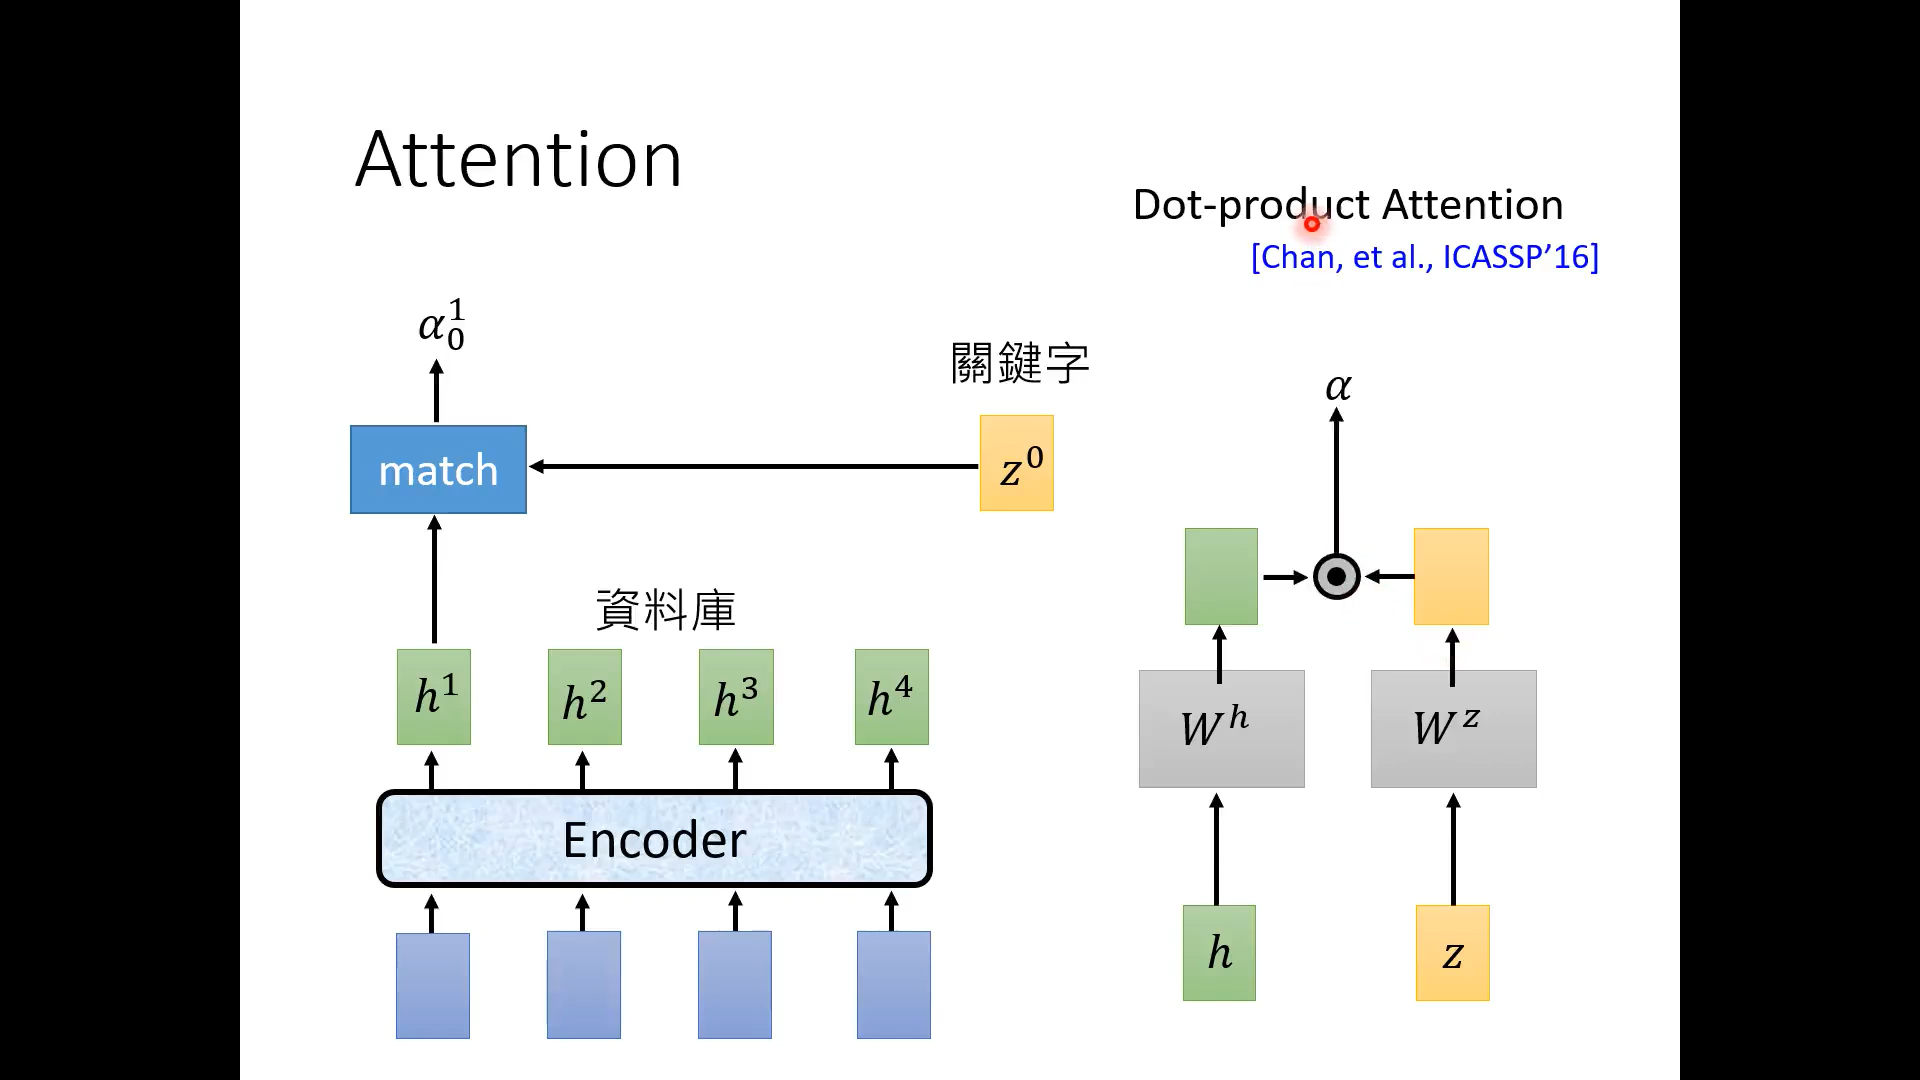 Attention
Dot-product Attention
[Chan, et al., ICASSP’16]
α₀¹
關鍵字
α
match
z⁰
資料庫
h¹ h² h³ h⁴
Wʰ Wᶻ
Encoder
h z